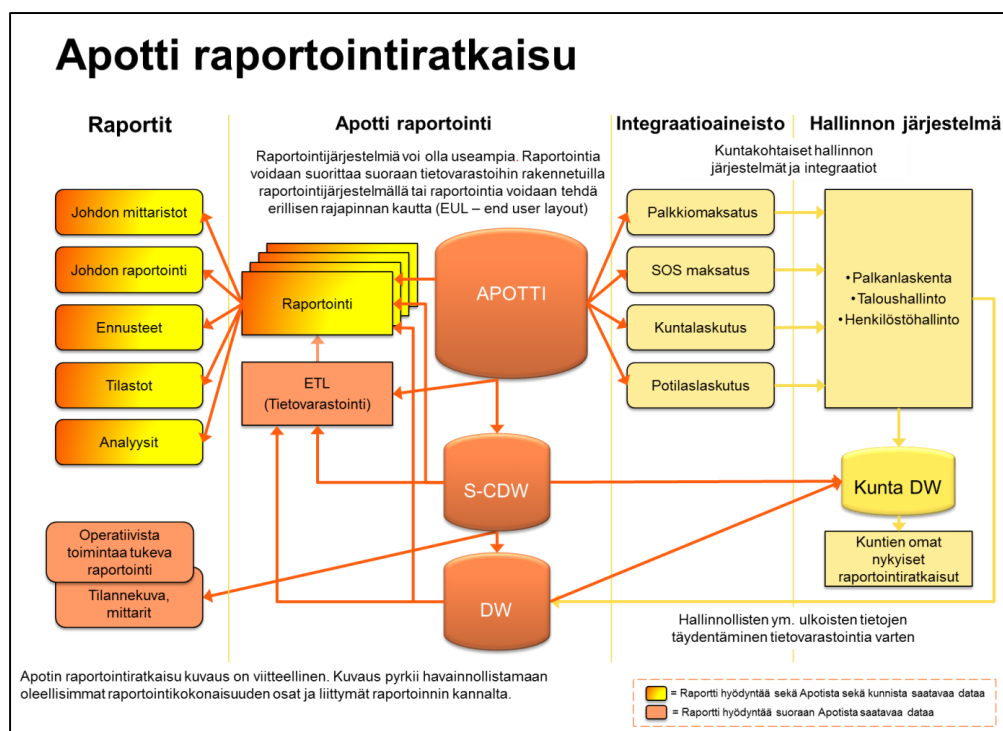 Apotti raportointiratkaisu
Raportit
Apotti raportointi
Integraatioaineisto
Hallinnon järjestelmä
Raportointijärjestelmiä voi olla useampia. Raportointia
voidaan suorittaa suoraan tietovarastoihin rakennetuilla
raportointijärjestelmällä tai raportointia voidaan tehdä
erillisen rajapinnan kautta (EUL – end user layout)
Kuntakohtaiset hallinnon
järjestelmät ja integraatiot
Johdon mittaristot
Johdon raportointi
Ennusteet
Tilastot
Analyysit
Raportointi
ETL
(Tietovarastointi)
APOTTI
S-CDW
DW
Palkkiomaksatus
SOS maksatus
Kuntalaskutus
Potilaslaskutus
•Palkanlaskenta
•Taloushallinto
•Henkilöstöhallinto
Kunta DW
Kuntien omat
nykyiset
raportointiratkaisut
Operatiivista
toimintaa tukeva
raportointi
Tilannekuva,
mittarit
Hallinnollisten ym. ulkoisten tietojen
täydentäminen tietovarastointia varten
Apotin raportointiratkaisu kuvaus on viitteellinen. Kuvaus pyrkii havainnollistamaan
oleellisimmat raportointikokonaisuuden osat ja liittymät raportoinnin kannalta.
= Raportti hyödyntää sekä Apotista sekä kunnista saatavaa dataa
= Raportti hyödyntää suoraan Apotista saatavaa dataa